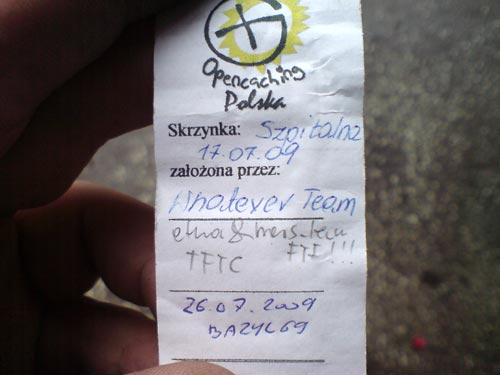 Opencaching
Polska
Skrzynka: Szpitalna
17.07.09
założona przez:
Whatever Team
TFTC FTF!!!
26.07.2009
BAZYL69